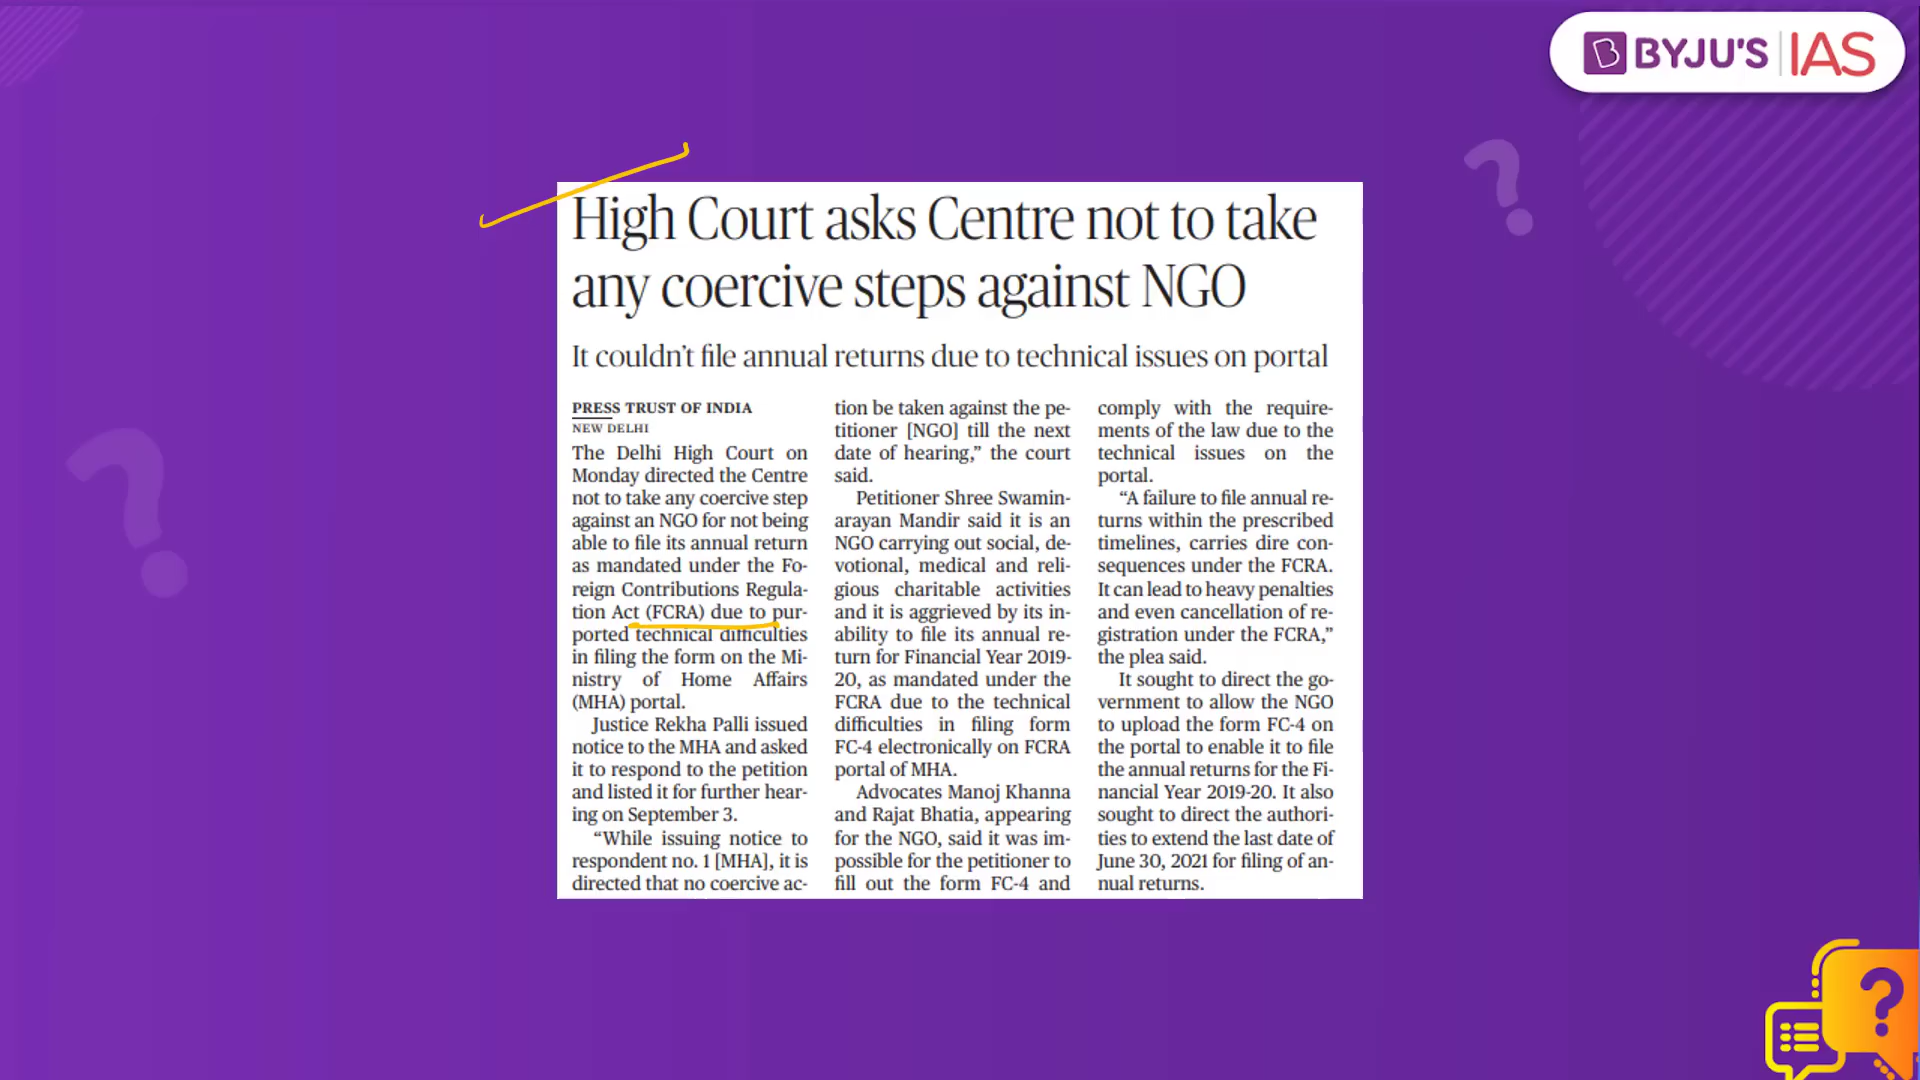 BYJU'S IAS
High Court asks Centre not to take
any coercive steps against NGO
It couldn't file annual returns due to technical issues on portal
PRESS TRUST OF INDIA
NEW DELHI
The Delhi High Court on
Monday directed the Centre
not to take any coercive step
against an NGO for not being
able to file its annual return
as mandated under the Fo-
reign Contributions Regula-
tion Act (FCRA) due to pur-
ported technical difficulties
in filing the form on the Mi-
nistry of Home Affairs
(MHA) portal.
Justice Rekha Palli issued
notice to the MHA and asked
it to respond to the petition
and listed it for further hear-
ing on September 3.
“While issuing notice to
respondent no. 1 [MHA], it is
directed that no coercive ac-
tion be taken against the pe-
titioner [NGO] till the next
date of hearing,” the court
said.
Petitioner Shree Swamin-
arayan Mandir said it is an
NGO carrying out social, de-
votional, medical and reli-
gious charitable activities
and it is aggrieved by its in-
ability to file its annual re-
turn for Financial Year 2019-
20, as mandated under the
FCRA due to the technical
difficulties in filing form
FC-4 electronically on FCRA
portal of MHA.
Advocates Manoj Khanna
and Rajat Bhatia, appearing
for the NGO, said it was im-
possible for the petitioner to
fill out the form FC-4 and
comply with the require-
ments of the law due to the
technical issues on the
portal.
“A failure to file annual re-
turns within the prescribed
timelines, carries dire con-
sequences under the FCRA.
It can lead to heavy penalties
and even cancellation of re-
gistration under the FCRA,”
the plea said.
It sought to direct the go-
vernment to allow the NGO
to upload the form FC-4 on
the portal to enable it to file
the annual returns for the Fi-
nancial Year 2019-20. It also
sought to direct the authori-
ties to extend the last date of
June 30, 2021 for filing of an-
nual returns.